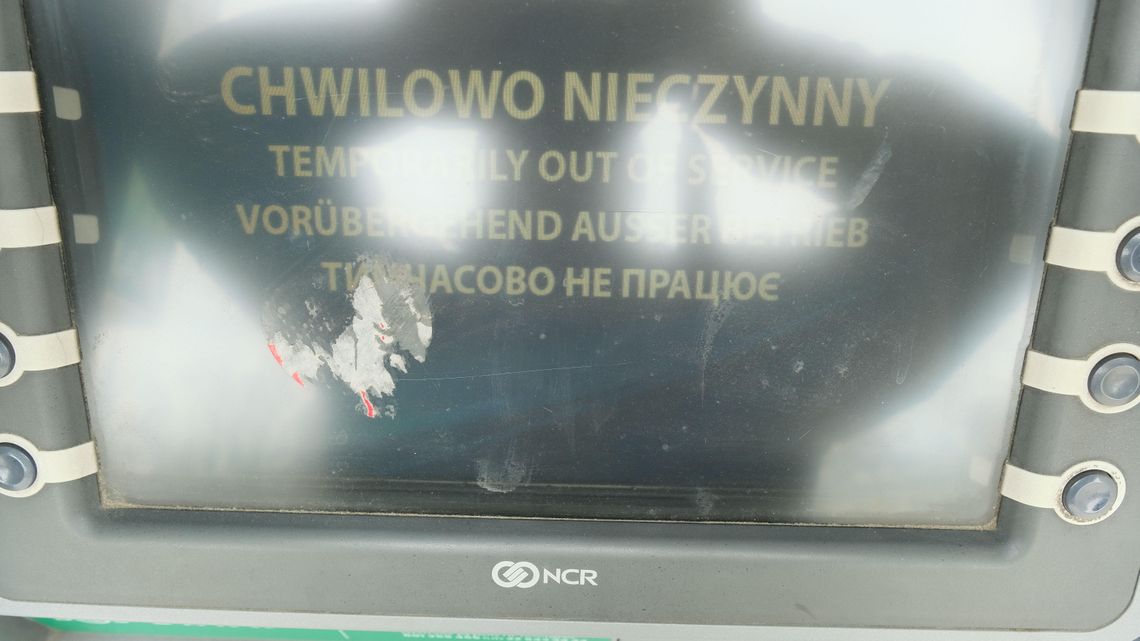 CHWILOWO NIECZYNNY
TEMPORARILY OUT OF SERVICE
VORÜBERGEHEND AUSSER BETRIEB
ТИМЧАСОВО НЕ ПРАЦЮЄ
NCR